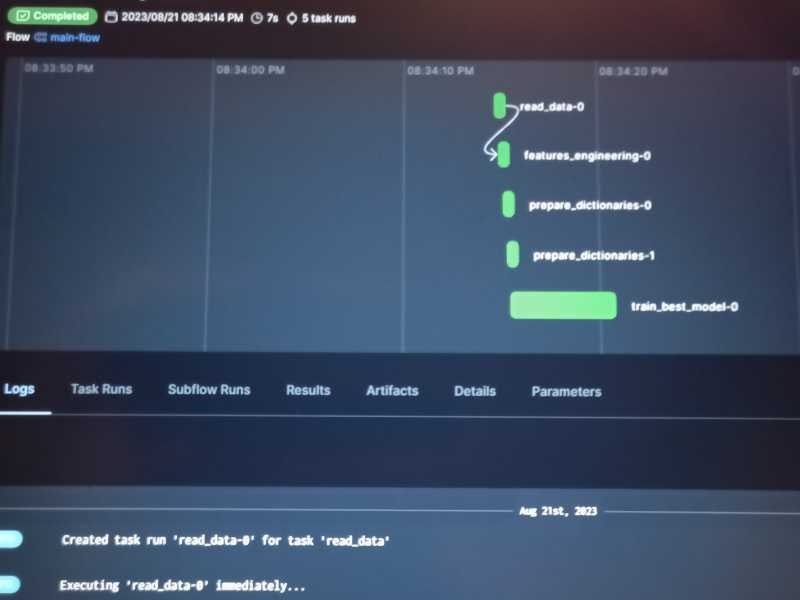 Completed 2023/08/21 08:34:14 PM 7s 5 task runs
Flow main-flow
08:33:50 PM 08:34:00 PM 08:34:10 PM 08:34:20 PM
read_data-0
features_engineering-0
prepare_dictionaries-0
prepare_dictionaries-1
train_best_model-0
Logs Task Runs Subflow Runs Results Artifacts Details Parameters
Aug 21st, 2023
Created task run 'read_data-0' for task 'read_data'
Executing 'read_data-0' immediately...